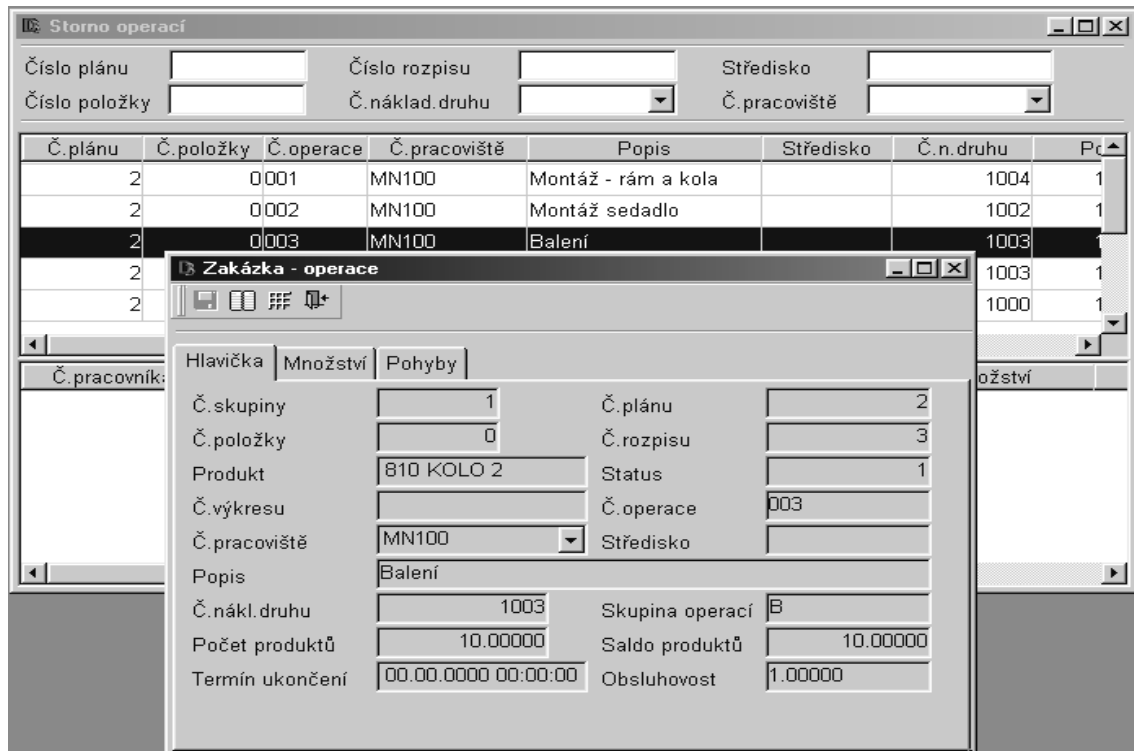 Storno operací
Číslo plánu Číslo rozpisu Středisko
Číslo položky Č.náklad.druhu Č.pracoviště
Č.plánu Č.položky Č.operace Č.pracoviště Popis Středisko Č.n.druhu
2 0 001 MN100 Montáž - rám a kola 1004 1
2 0 002 MN100 Montáž sedadlo 1002 1
2 0 003 MN100 Balení 1003 1
2 1003 1
2 1000 1
Zakázka - operace
Hlavička Množství Pohyby
Č.skupiny 1 Č.plánu 2
Č.položky 0 Č.rozpisu 3
Produkt 810 KOLO 2 Status 1
Č.výkresu Č.operace 003
Č.pracoviště MN100 Středisko
Popis Balení
Č.nákl.druhu 1003 Skupina operací B
Počet produktů 10.00000 Saldo produktů 10.00000
Termín ukončení 00.00.0000 00:00:00 Obsluhovost 1.00000